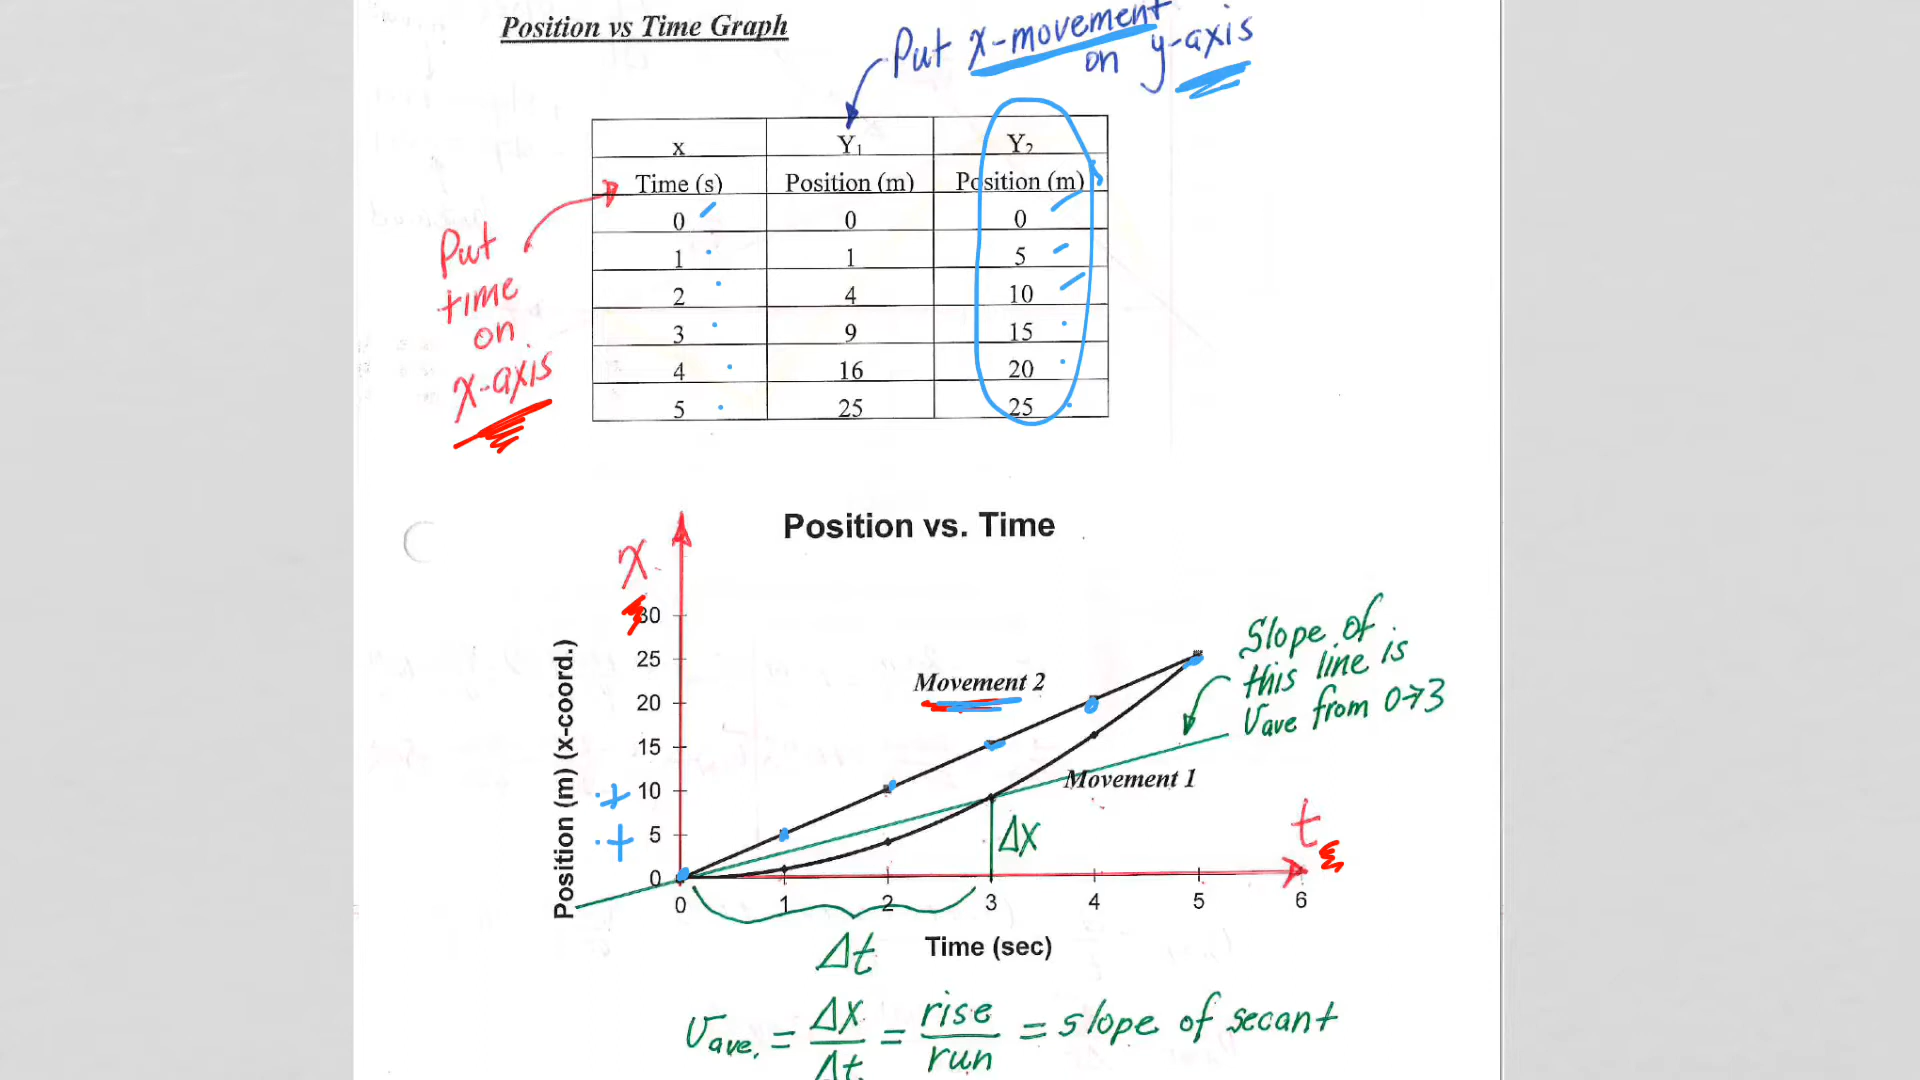 Position vs Time Graph
Put x-movement
on y-axis
x Y₁ Y₂
Time (s) Position (m) Position (m)
0 0 0
1 1 5
2 4 10
3 9 15
4 16 20
5 25 25
Put
time
on
x-axis
Position vs. Time
x
30
25
20
15
10
5
0
Position (m) (x-coord.)
+
+
Movement 2
Movement 1
Slope of
this line is
Vave from 0→3
Δx
t
0 1 2 3 4 5 6
Δt
Time (sec)
Vave. = Δx/Δt = rise/run = slope of secant